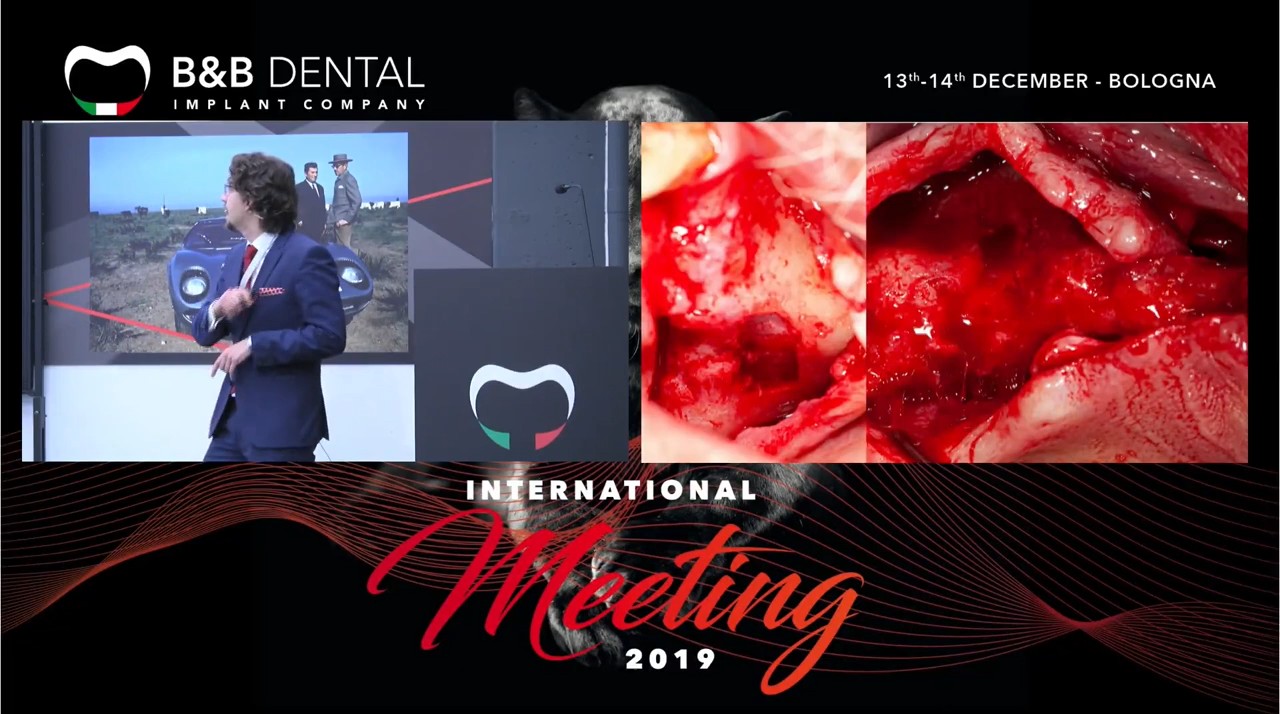 B&B DENTAL
IMPLANT COMPANY
13th-14th DECEMBER - BOLOGNA
INTERNATIONAL
Meeting
2019